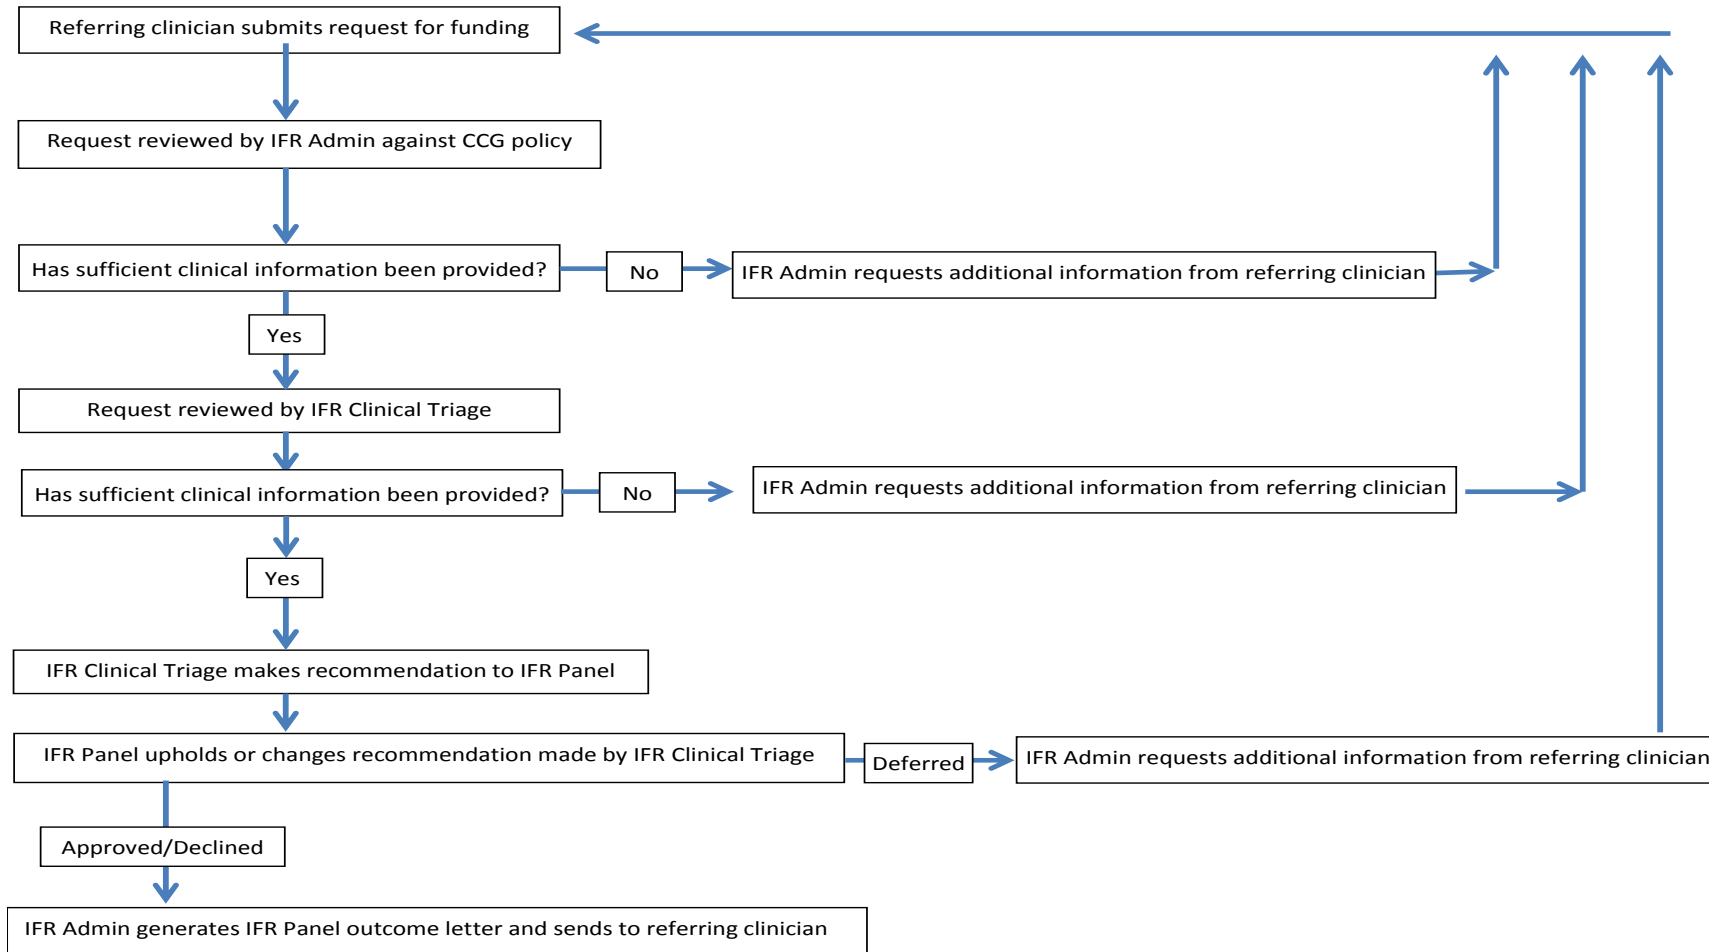 Referring clinician submits request for funding
Request reviewed by IFR Admin against CCG policy
Has sufficient clinical information been provided?
No
IFR Admin requests additional information from referring clinician
Yes
Request reviewed by IFR Clinical Triage
Has sufficient clinical information been provided?
No
IFR Admin requests additional information from referring clinician
Yes
IFR Clinical Triage makes recommendation to IFR Panel
IFR Panel upholds or changes recommendation made by IFR Clinical Triage
Deferred
IFR Admin requests additional information from referring clinician
Approved/Declined
IFR Admin generates IFR Panel outcome letter and sends to referring clinician